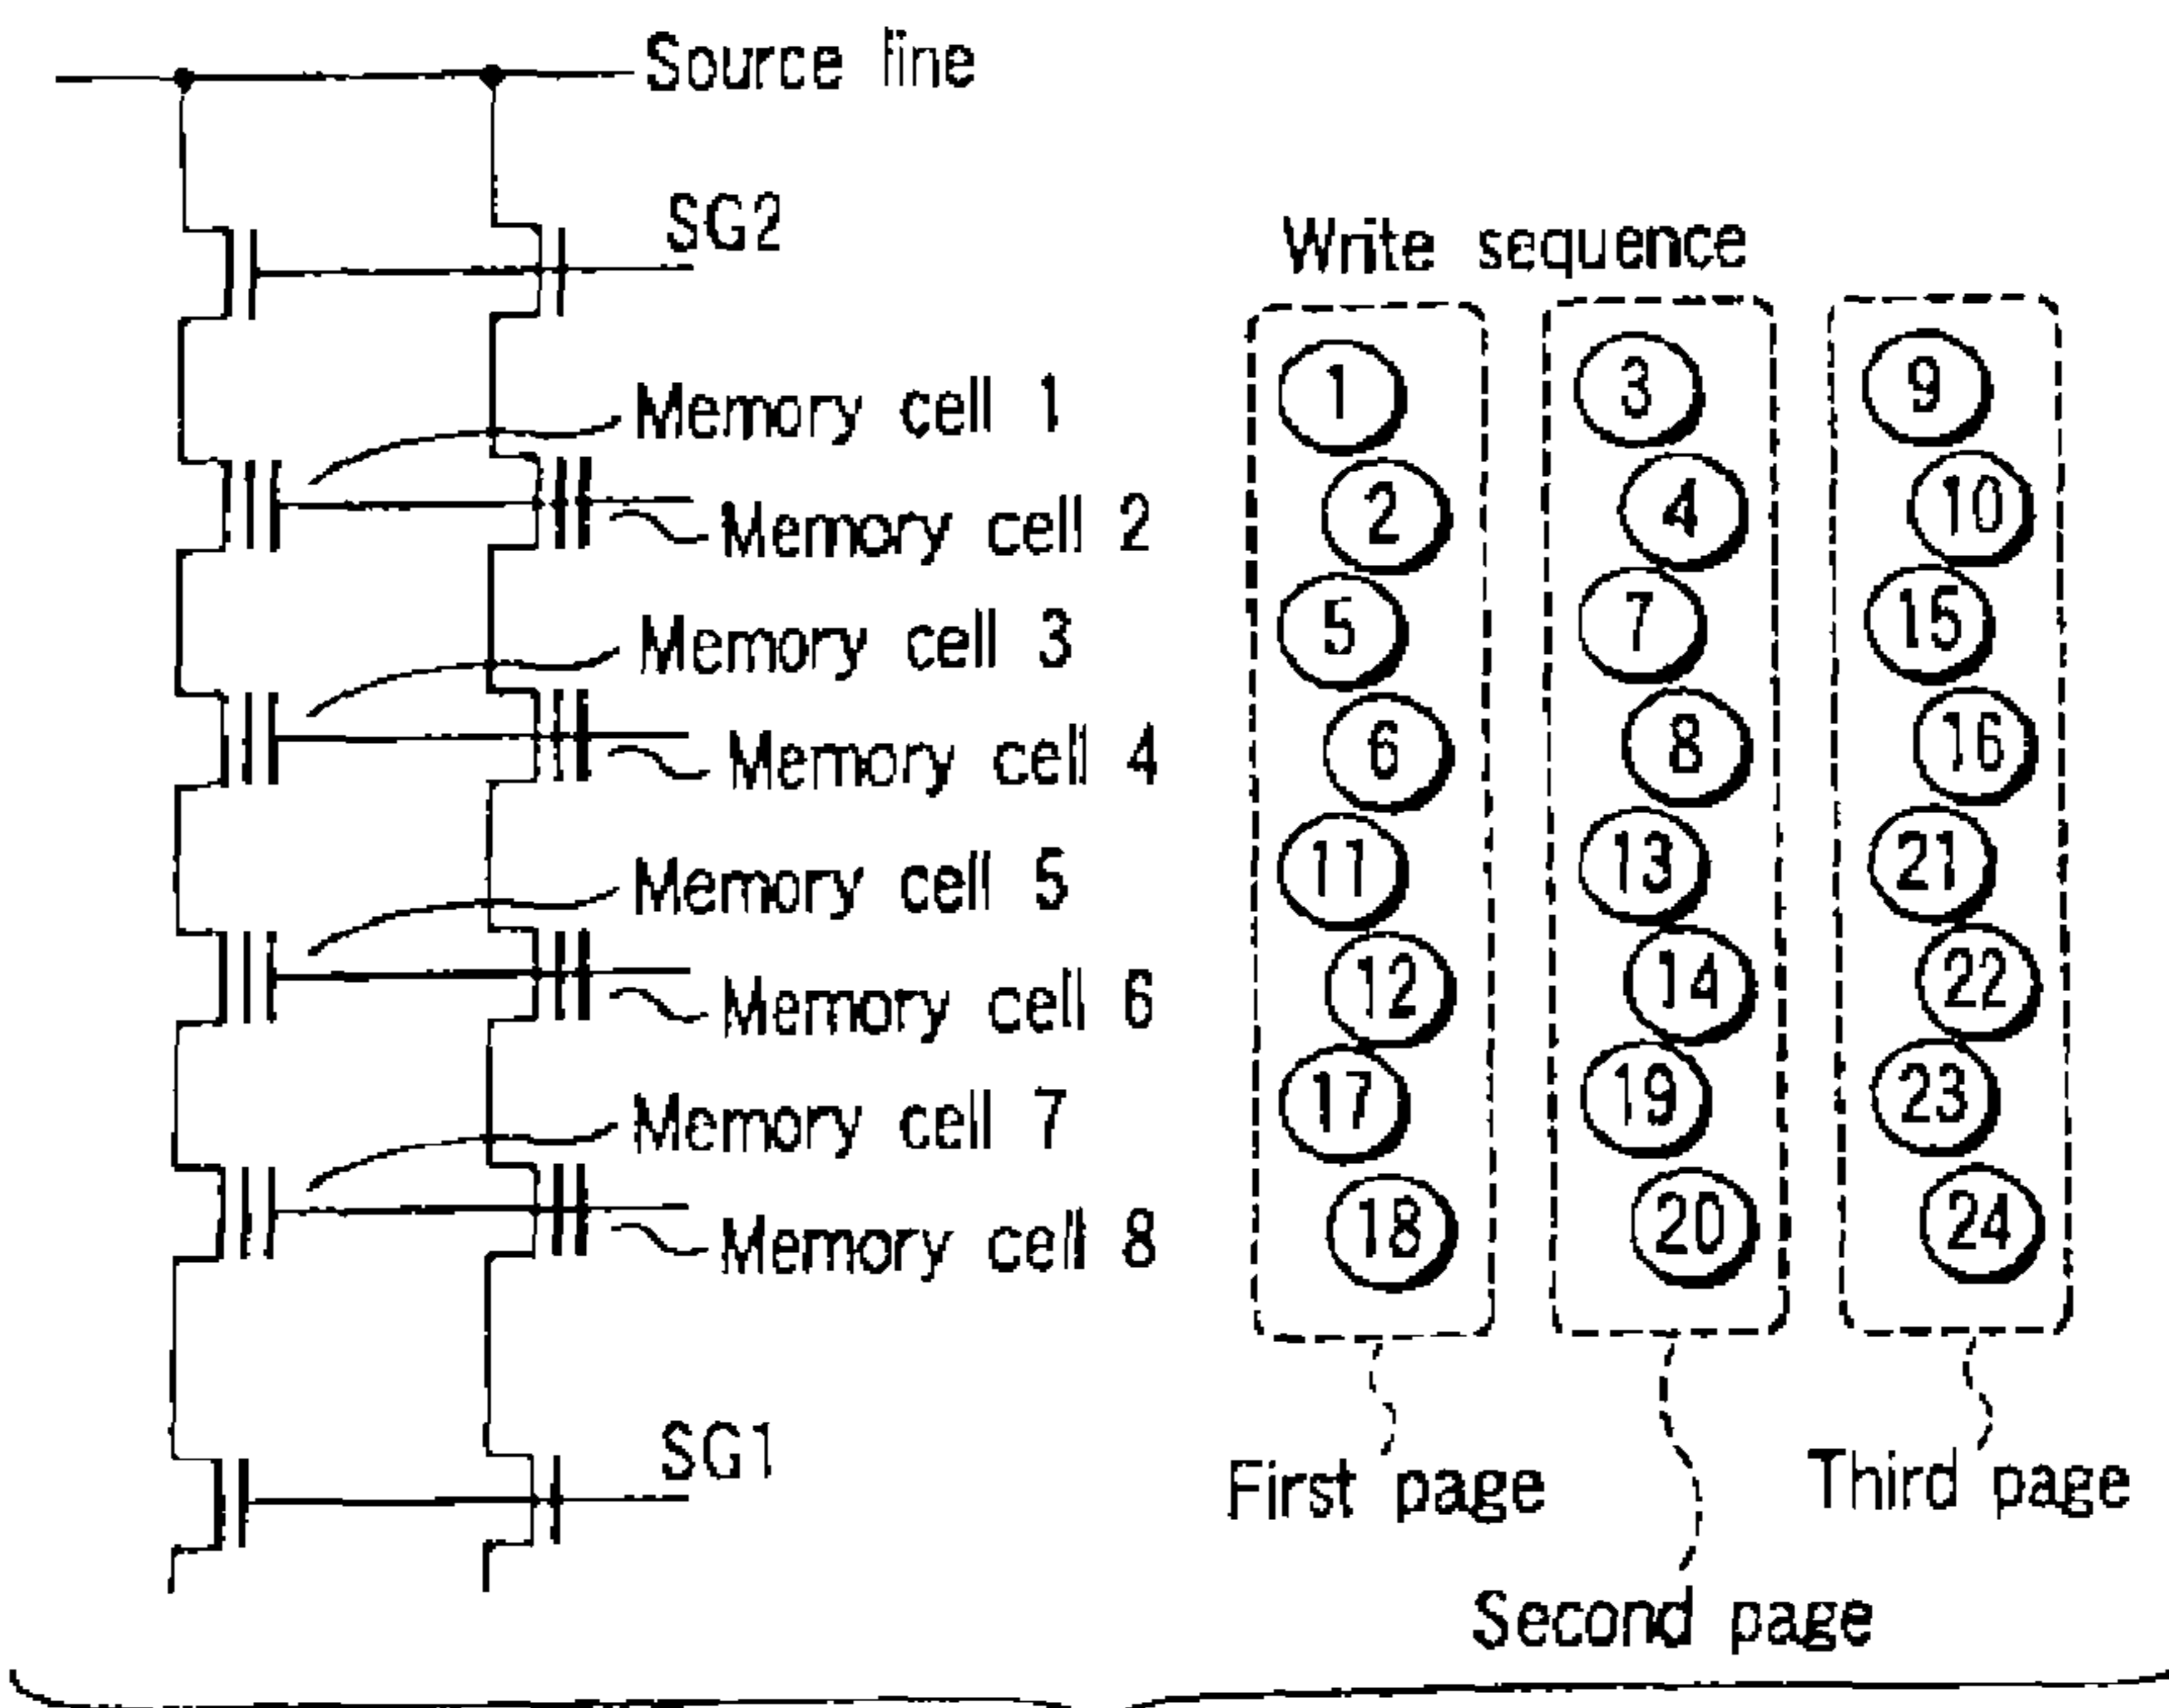 Source line
SG2
Memory cell 1
Memory cell 2
Memory cell 3
Memory cell 4
Memory cell 5
Memory cell 6
Memory cell 7
Memory cell 8
SG1
Write sequence
1 3 9
2 4 10
5 7 15
6 8 16
11 13 21
12 14 22
17 19 23
18 20 24
First page
Third page
Second page